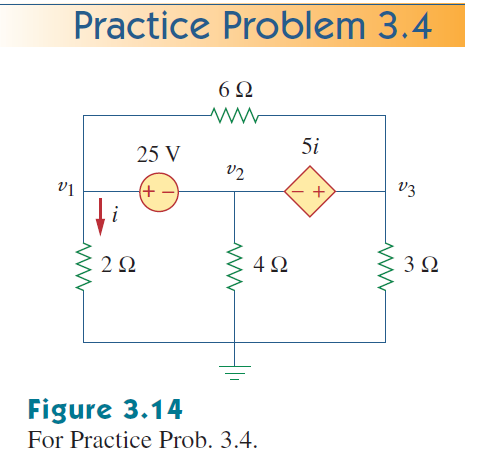 Practice Problem 3.4
6 Ω
25 V
5i
v1
+ −
v2
− +
v3
i
2 Ω
4 Ω
3 Ω
Figure 3.14
For Practice Prob. 3.4.